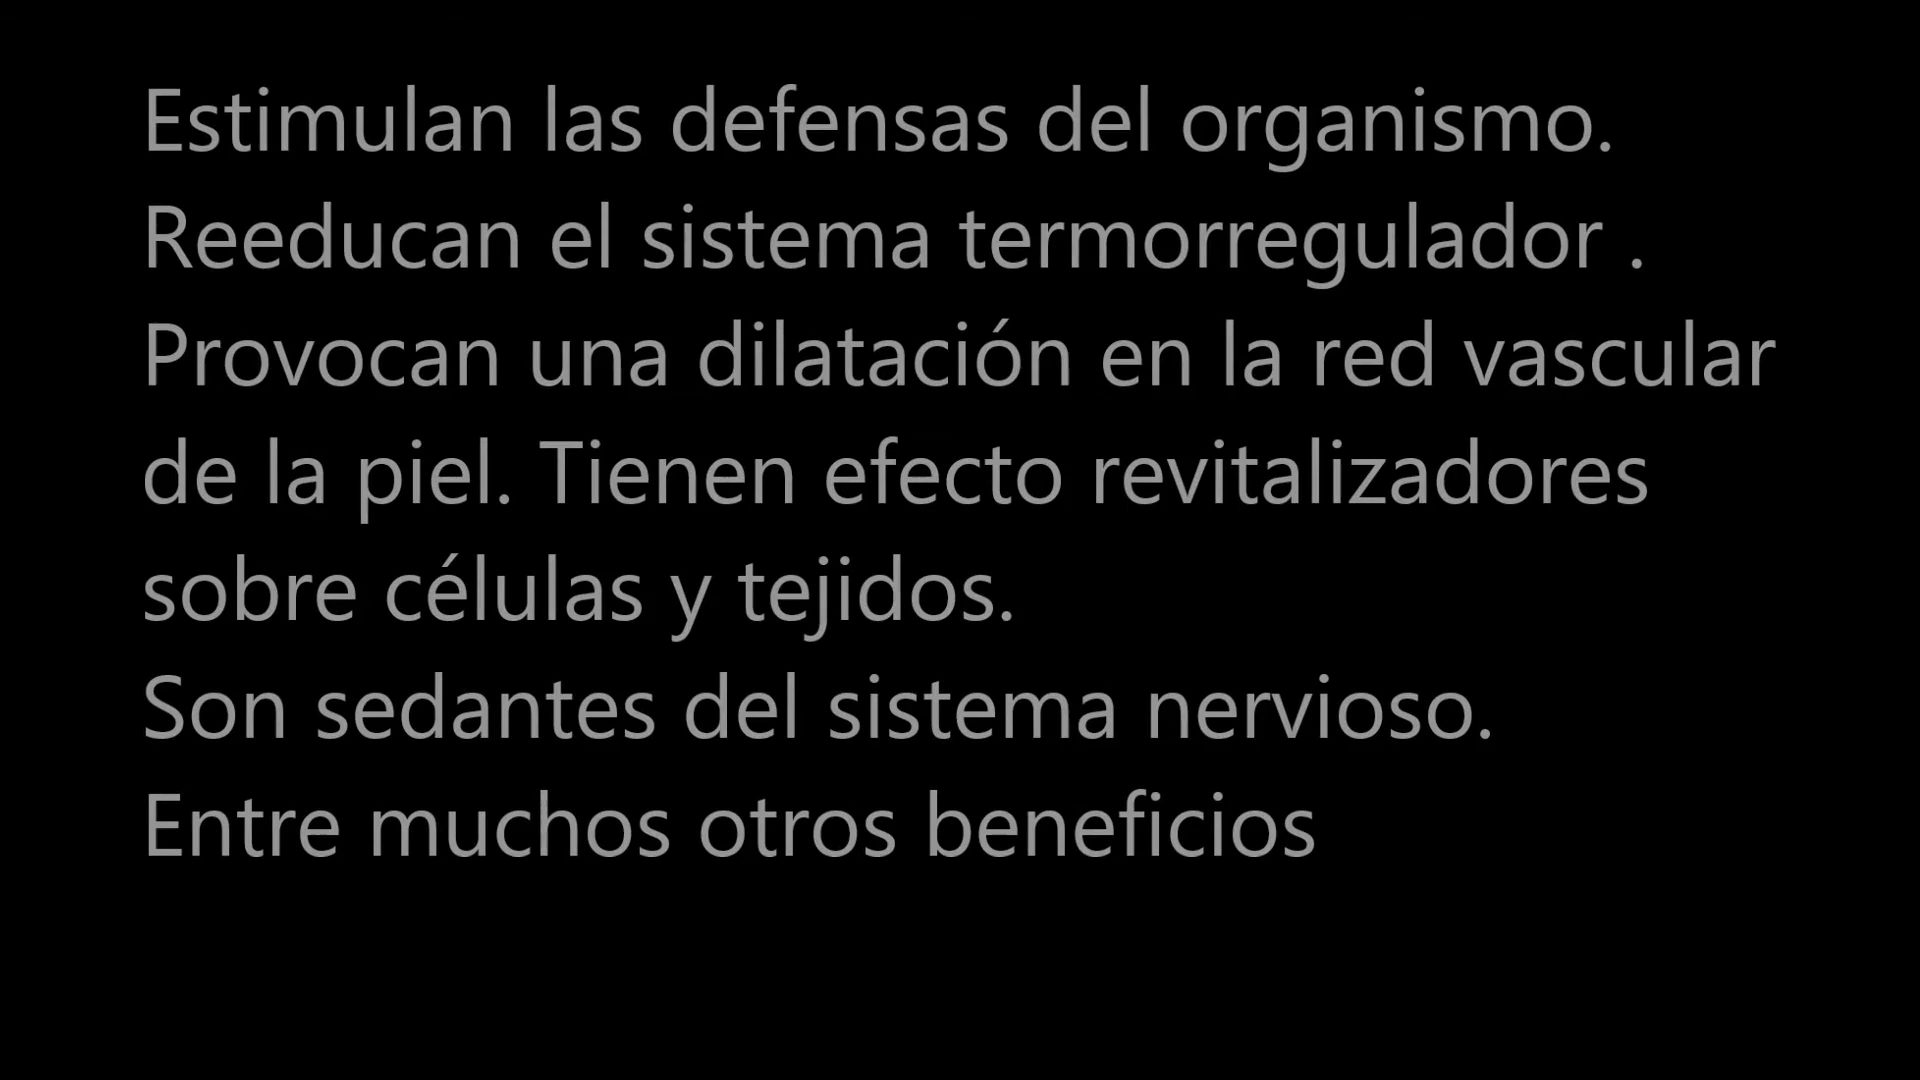 Estimulan las defensas del organismo.
Reeducan el sistema termorregulador .
Provocan una dilatación en la red vascular
de la piel. Tienen efecto revitalizadores
sobre células y tejidos.
Son sedantes del sistema nervioso.
Entre muchos otros beneficios